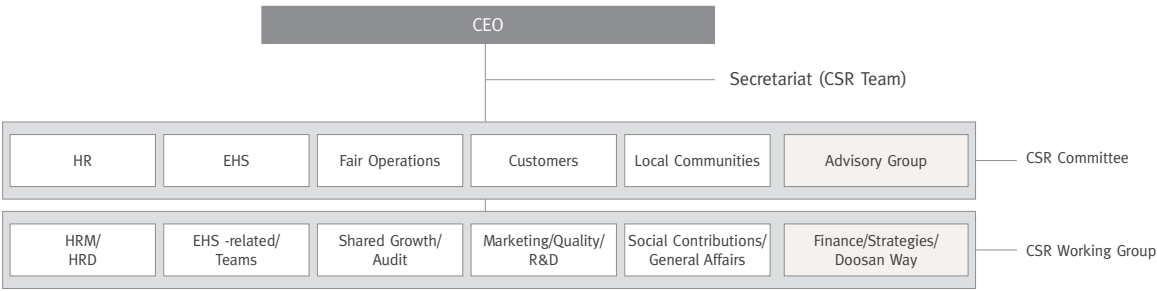 CEO
Secretariat (CSR Team)
HR
EHS
Fair Operations
Customers
Local Communities
Advisory Group
CSR Committee
HRM/
HRD
EHS -related/
Teams
Shared Growth/
Audit
Marketing/Quality/
R&D
Social Contributions/
General Affairs
Finance/Strategies/
Doosan Way
CSR Working Group